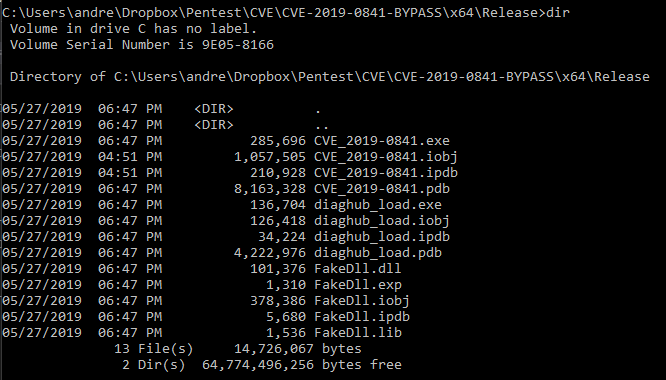 C:\Users\andre\Dropbox\Pentest\CVE\CVE-2019-0841-BYPASS\x64\Release>dir
 Volume in drive C has no label.
 Volume Serial Number is 9E05-8166

 Directory of C:\Users\andre\Dropbox\Pentest\CVE\CVE-2019-0841-BYPASS\x64\Release

05/27/2019  06:47 PM    <DIR>          .
05/27/2019  06:47 PM    <DIR>          ..
05/27/2019  06:47 PM           285,696 CVE_2019-0841.exe
05/27/2019  04:51 PM         1,057,505 CVE_2019-0841.iobj
05/27/2019  04:51 PM           210,928 CVE_2019-0841.ipdb
05/27/2019  06:47 PM         8,163,328 CVE_2019-0841.pdb
05/27/2019  06:47 PM           136,704 diaghub_load.exe
05/27/2019  06:47 PM           126,418 diaghub_load.iobj
05/27/2019  06:47 PM            34,224 diaghub_load.ipdb
05/27/2019  06:47 PM         4,222,976 diaghub_load.pdb
05/27/2019  06:47 PM           101,376 FakeDll.dll
05/27/2019  06:47 PM             1,310 FakeDll.exp
05/27/2019  06:47 PM           378,386 FakeDll.iobj
05/27/2019  06:47 PM             5,680 FakeDll.ipdb
05/27/2019  06:47 PM             1,536 FakeDll.lib
              13 File(s)     14,726,067 bytes
               2 Dir(s)  64,774,496,256 bytes free